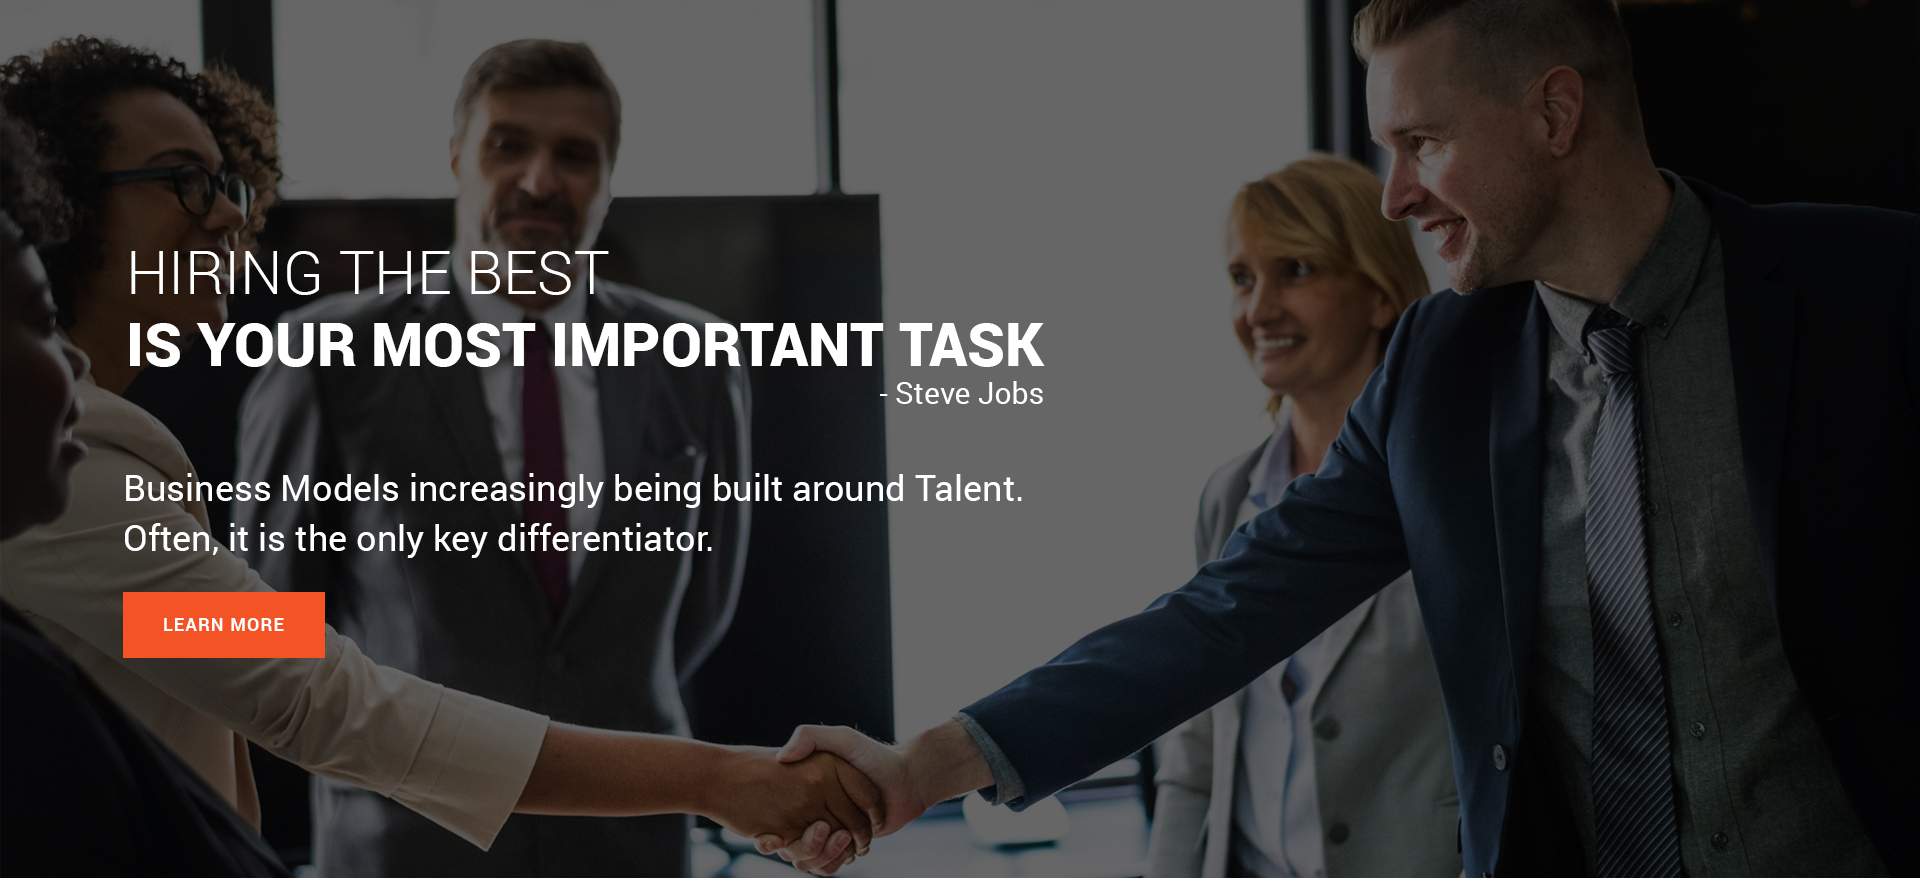 HIRING THE BEST
IS YOUR MOST IMPORTANT TASK
- Steve Jobs
Business Models increasingly being built around Talent.
Often, it is the only key differentiator.
LEARN MORE